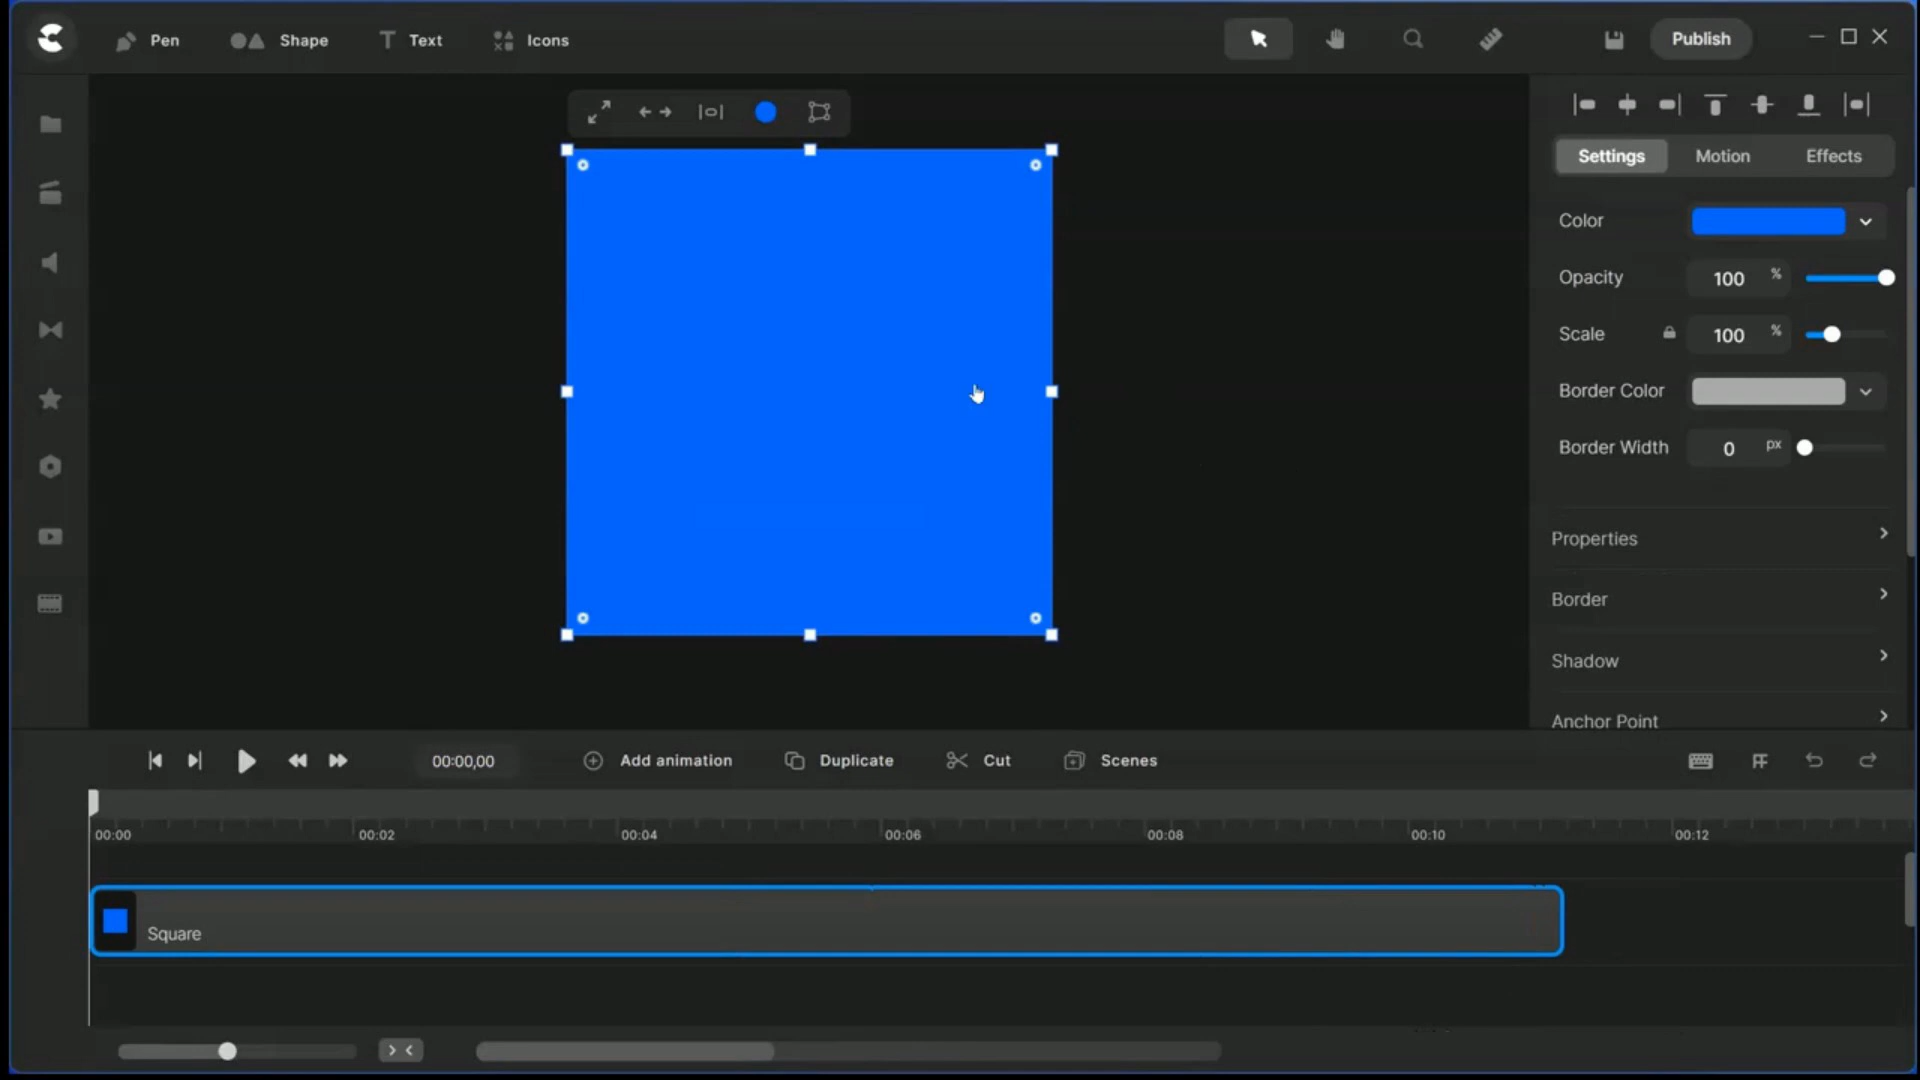 Pen
Shape
Text
Icons
Publish
Settings
Motion
Effects
Color
Opacity
100 %
Scale
100 %
Border Color
Border Width
0 px
Properties
Border
Shadow
Anchor Point
00:00,00
Add animation
Duplicate
Cut
Scenes
00:00
00:02
00:04
00:06
00:08
00:10
00:12
Square